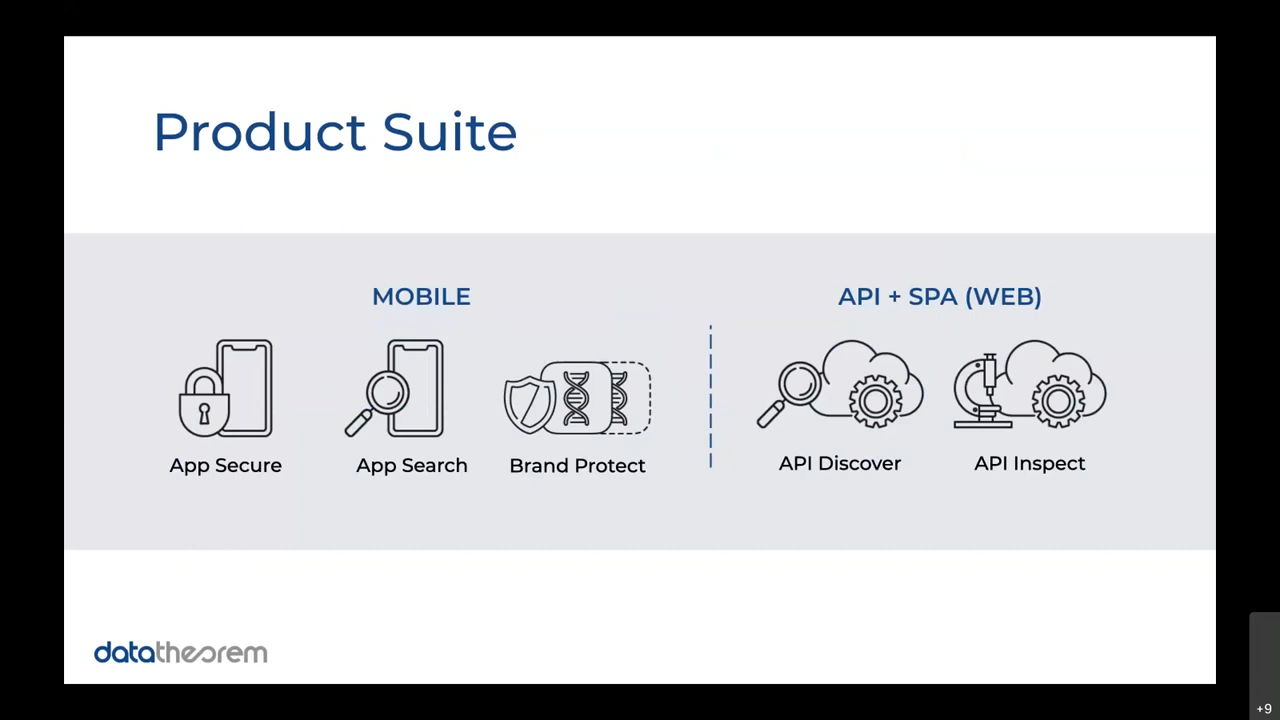 Product Suite
MOBILE
API + SPA (WEB)
App Secure
App Search
Brand Protect
API Discover
API Inspect
datatheorem
+9